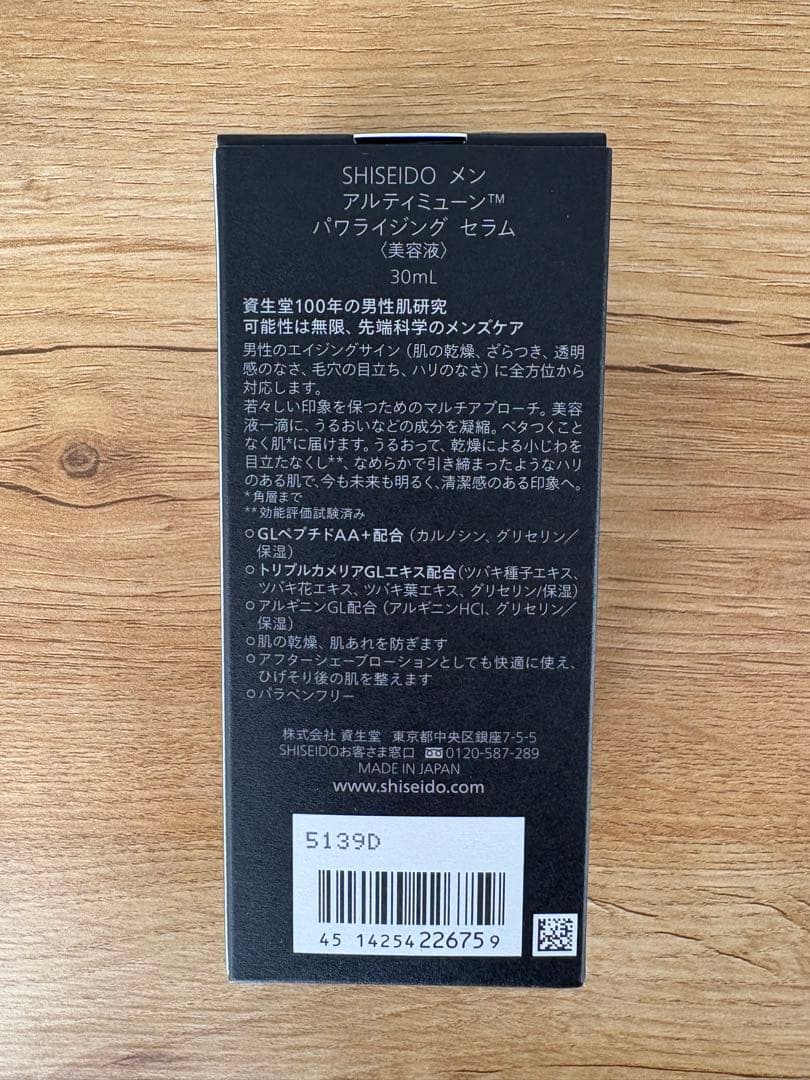 SHISEIDO メン
アルティミューン™
パワライジング セラム
〈美容液〉
30mL
資生堂100年の男性肌研究
可能性は無限、先端科学のメンズケア
男性のエイジングサイン（肌の乾燥、ざらつき、透明
感のなさ、毛穴の目立ち、ハリのなさ）に全方位から
対応します。
若々しい印象を保つためのマルチアプローチ。美容
液一滴に、うるおいなどの成分を凝縮。ベタつくこと
なく肌*に届けます。うるおって、乾燥による小じわを
目立たなくし**、なめらかで引き締まったようなハリ
のある肌で、今も未来も明るく、清潔感のある印象へ。
*角層まで
**効能評価試験済み
○GLペプチドAA+配合（カルノシン、グリセリン／
保湿）
○トリプルカメリアGLエキス配合（ツバキ種子エキス、
ツバキ花エキス、ツバキ葉エキス、グリセリン/保湿）
○アルギニンGL配合（アルギニンHCl、グリセリン／
保湿）
○肌の乾燥、肌あれを防ぎます
○アフターシェーブローションとしても快適に使え、
ひげそり後の肌を整えます
○パラベンフリー
株式会社 資生堂 東京都中央区銀座7-5-5
SHISEIDOお客さま窓口 0120-587-289
MADE IN JAPAN
www.shiseido.com
5139D
45 14254 22675 9